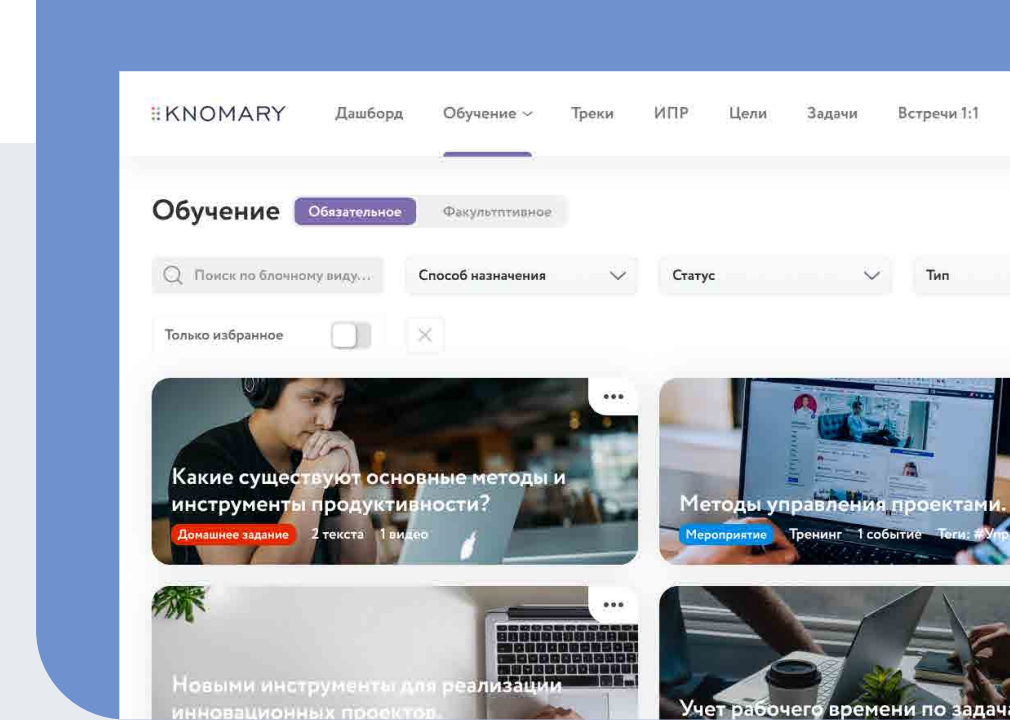 KNOMARY
Дашборд Обучение Треки ИПР Цели Задачи Встречи 1:1
Обучение Обязательное Факультптивное
Поиск по блочному виду... Способ назначения Статус Тип
Только избранное
Какие существуют основные методы и
инструменты продуктивности?
Домашнее задание 2 текста 1 видео
Методы управления проектами.
Мероприятие Тренинг 1 событие Теги: #Упр
Новыми инструменты для реализации
инновационных проектов.
Учет рабочего времени по задача